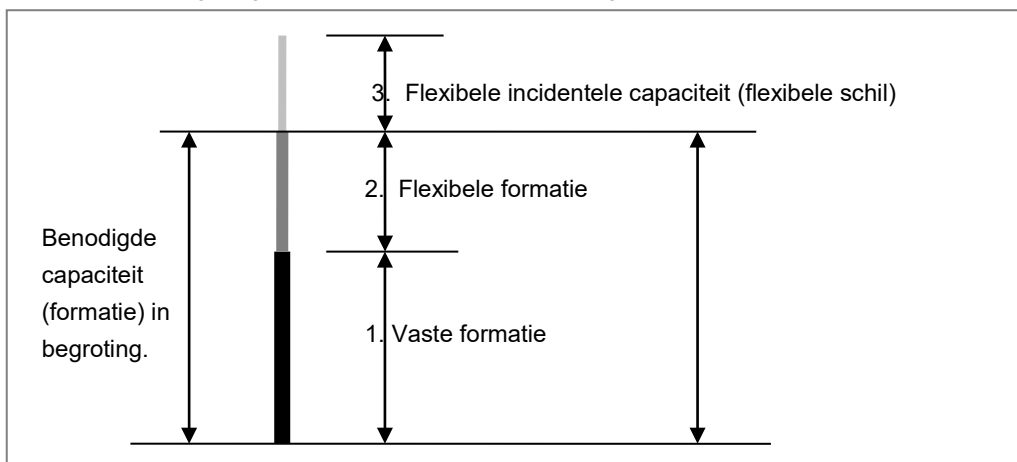 3. Flexibele incidentele capaciteit (flexibele schil)
2. Flexibele formatie
Benodigde
capaciteit
(formatie) in
begroting.
1. Vaste formatie